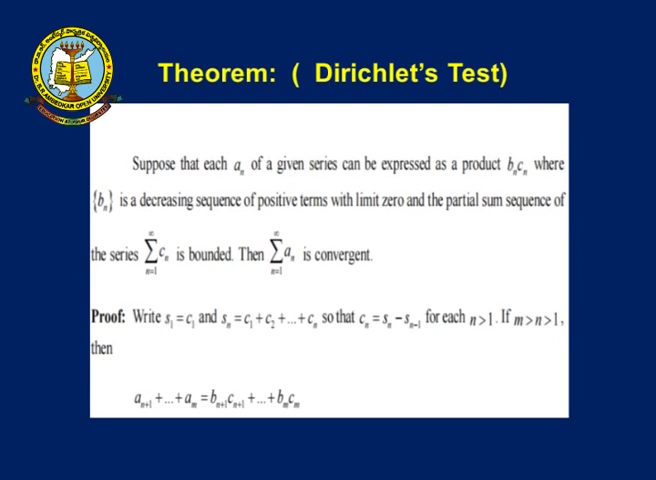 Theorem: ( Dirichlet's Test)
Suppose that each aₙ of a given series can be expressed as a product bₙcₙ where
{bₙ} is a decreasing sequence of positive terms with limit zero and the partial sum sequence of
the series ∑_{n=1}^{∞} cₙ is bounded. Then ∑_{n=1}^{∞} aₙ is convergent.
Proof: Write s₁ = c₁ and sₙ = c₁ + c₂ + ... + cₙ so that cₙ = sₙ − sₙ₋₁ for each n > 1. If m > n > 1,
then
aₙ₊₁ + ... + aₘ = bₙ₊₁cₙ₊₁ + ... + bₘcₘ